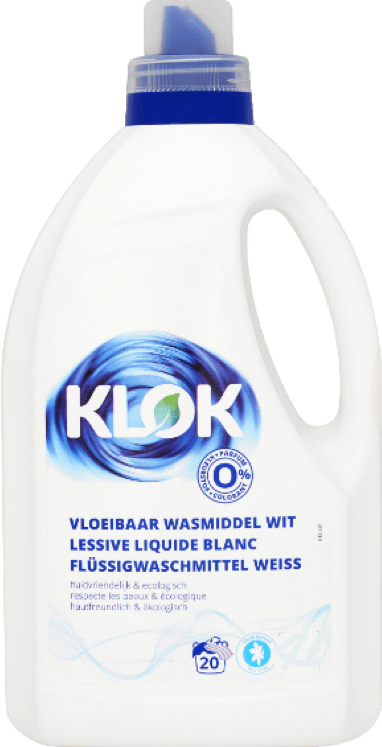 KLOK
PARFUM
0%
KLEURSTOF • COLORANT
VLOEIBAAR WASMIDDEL WIT
LESSIVE LIQUIDE BLANC
FLÜSSIGWASCHMITTEL WEISS
huidvriendelijk & ecologisch
respecte les peaux & écologique
hautfreundlich & ökologisch
20